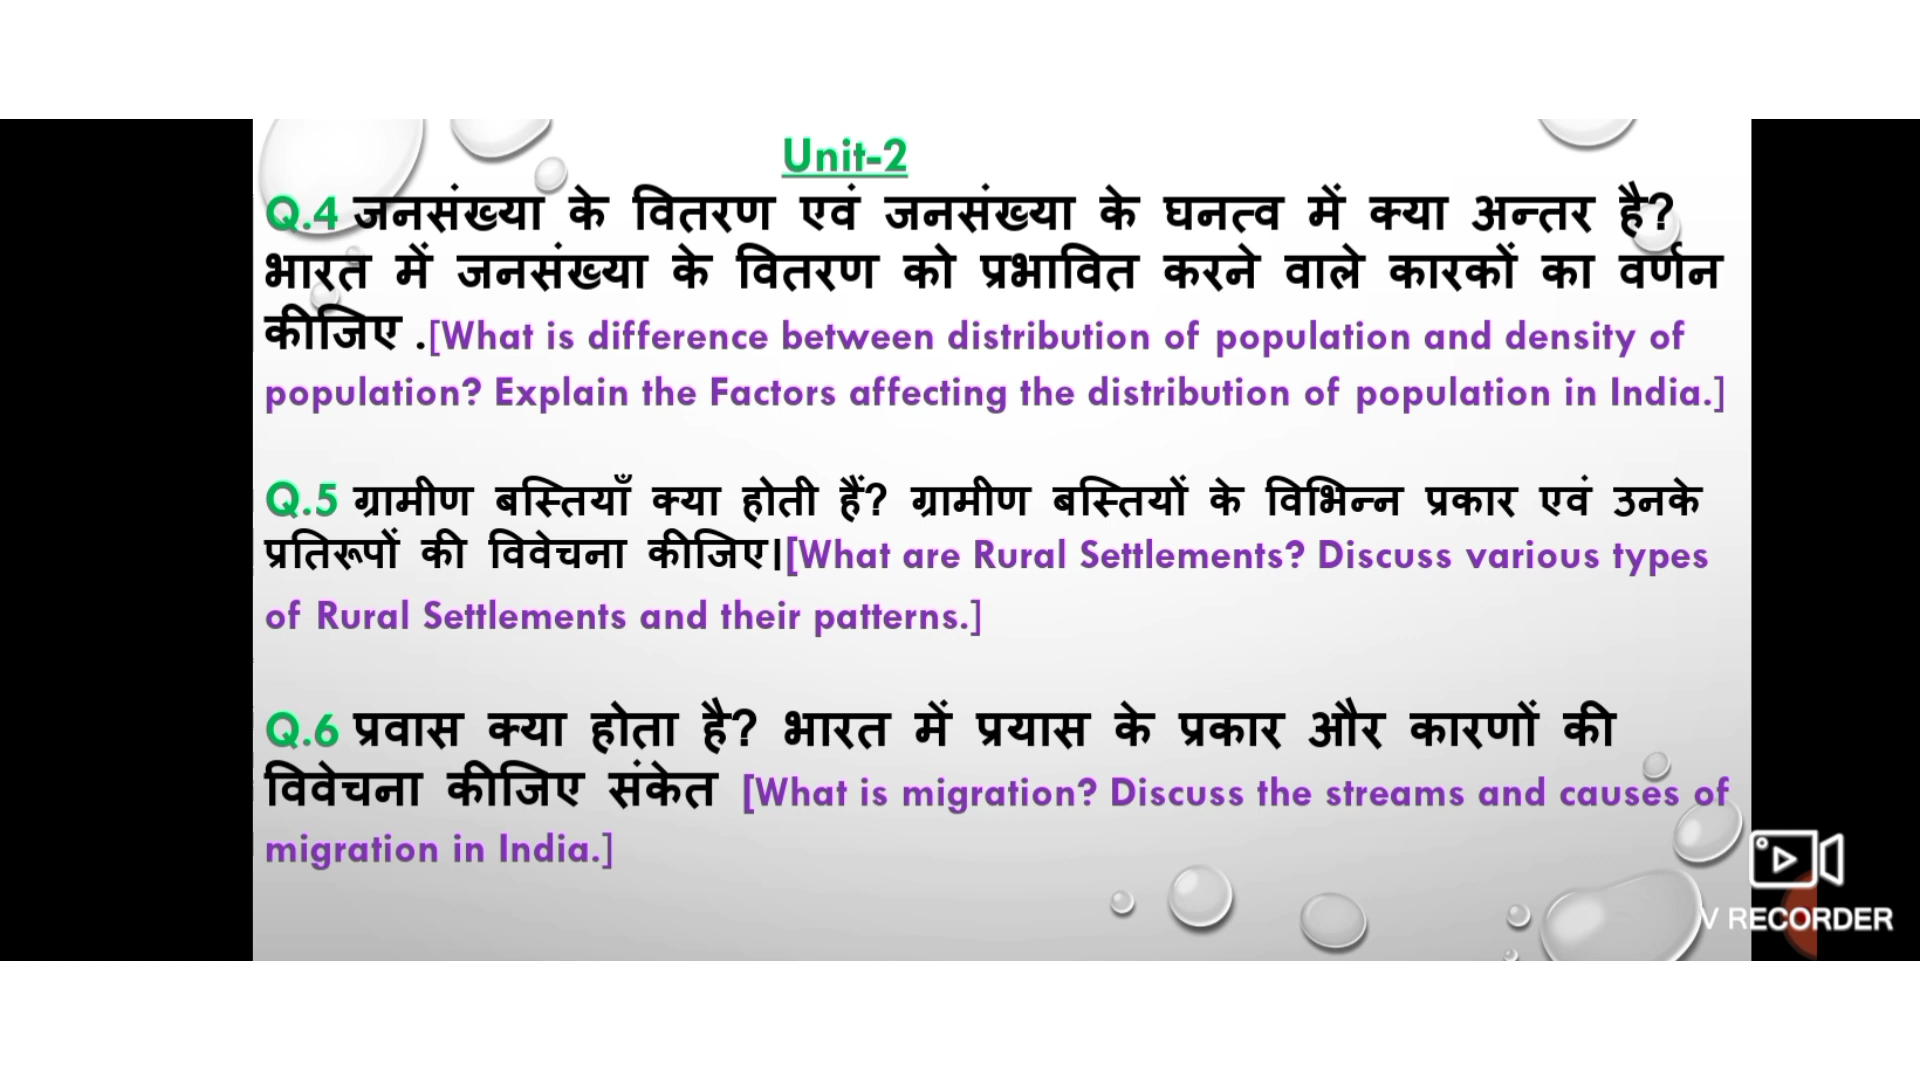 Unit-2
Q.4 जनसंख्या के वितरण एवं जनसंख्या के घनत्व में क्या अन्तर है?
भारत में जनसंख्या के वितरण को प्रभावित करने वाले कारकों का वर्णन
कीजिए .[What is difference between distribution of population and density of
population? Explain the Factors affecting the distribution of population in India.]
Q.5 ग्रामीण बस्तियाँ क्या होती हैं? ग्रामीण बस्तियों के विभिन्न प्रकार एवं उनके
प्रतिरूपों की विवेचना कीजिए|[What are Rural Settlements? Discuss various types
of Rural Settlements and their patterns.]
Q.6 प्रवास क्या होता है? भारत में प्रयास के प्रकार और कारणों की
विवेचना कीजिए संकेत [What is migration? Discuss the streams and causes of
migration in India.]
V RECORDER